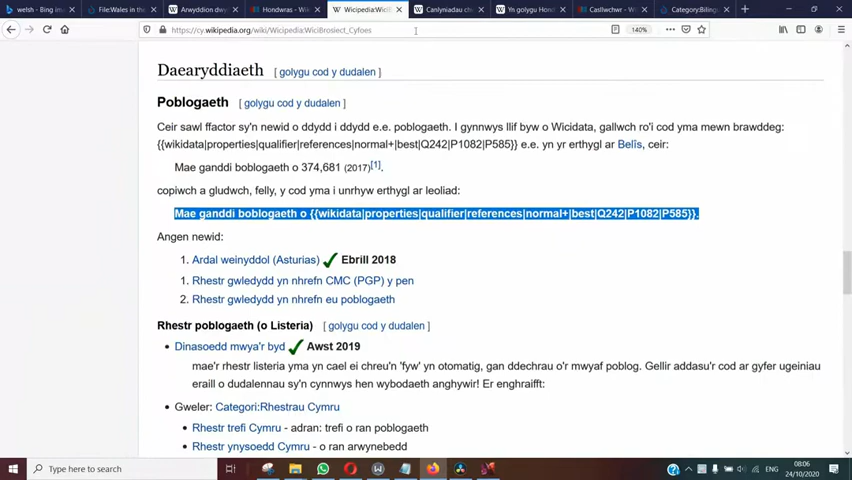 welsh - Bing im
File:Wales in the
Arwyddion dw
Hondwras - Wik
Wicipedia:Wici
Canlyniadau ch
Yn golygu Hond
Casllwchwr - W
Category:Biling
https://cy.wikipedia.org/wiki/Wicipedia:WiciBrosiect_Cyfoes
140%
Daearyddiaeth [ golygu cod y dudalen ]
Poblogaeth [ golygu cod y dudalen ]
Ceir sawl ffactor sy'n newid o ddydd i ddydd e.e. poblogaeth. I gynnwys llif byw o Wicidata, gallwch ro'i cod yma mewn brawddeg:
{{wikidata|properties|qualifier|references|normal+|best|Q242|P1082|P585}} e.e. yn yr erthygl ar Belîs, ceir:
Mae ganddi boblogaeth o 374,681 (2017)[1].
copiwch a gludwch, felly, y cod yma i unrhyw erthygl ar leoliad:
Mae ganddi boblogaeth o {{wikidata|properties|qualifier|references|normal+|best|Q242|P1082|P585}}.
Angen newid:
1. Ardal weinyddol (Asturias) Ebrill 2018
1. Rhestr gwledydd yn nhrefn CMC (PGP) y pen
2. Rhestr gwledydd yn nhrefn eu poblogaeth
Rhestr poblogaeth (o Listeria) [ golygu cod y dudalen ]
• Dinasoedd mwya'r byd Awst 2019
mae'r rhestr listeria yma yn cael ei chreu'n 'fyw' yn otomatig, gan ddechrau o'r mwyaf poblog. Gellir addasu'r cod ar gyfer ugeiniau
eraill o dudalennau sy'n cynnwys hen wybodaeth anghywir! Er enghraifft:
• Gweler: Categori:Rhestrau Cymru
• Rhestr trefi Cymru - adran: trefi o ran poblogaeth
• Rhestr ynysoedd Cymru - o ran arwynebedd
Type here to search
ENG
08:06
24/10/2020